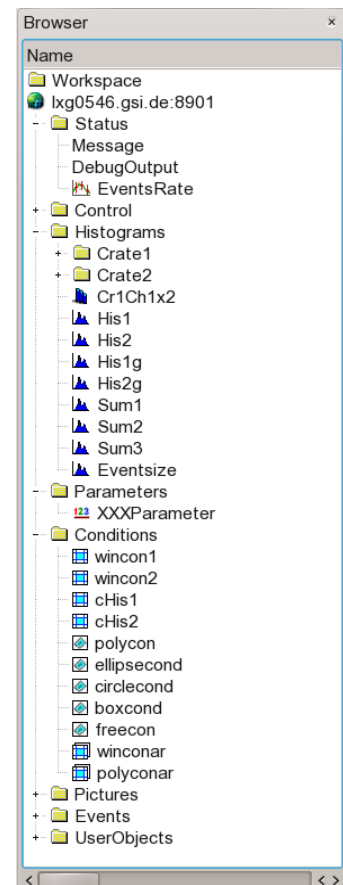 Browser
Name
Workspace
lxg0546.gsi.de:8901
Status
Message
DebugOutput
EventsRate
Control
Histograms
Crate1
Crate2
Cr1Ch1x2
His1
His2
His1g
His2g
Sum1
Sum2
Sum3
Eventsize
Parameters
123 XXXParameter
Conditions
wincon1
wincon2
cHis1
cHis2
polycon
ellipsecond
circlecond
boxcond
freecon
winconar
polyconar
Pictures
Events
UserObjects